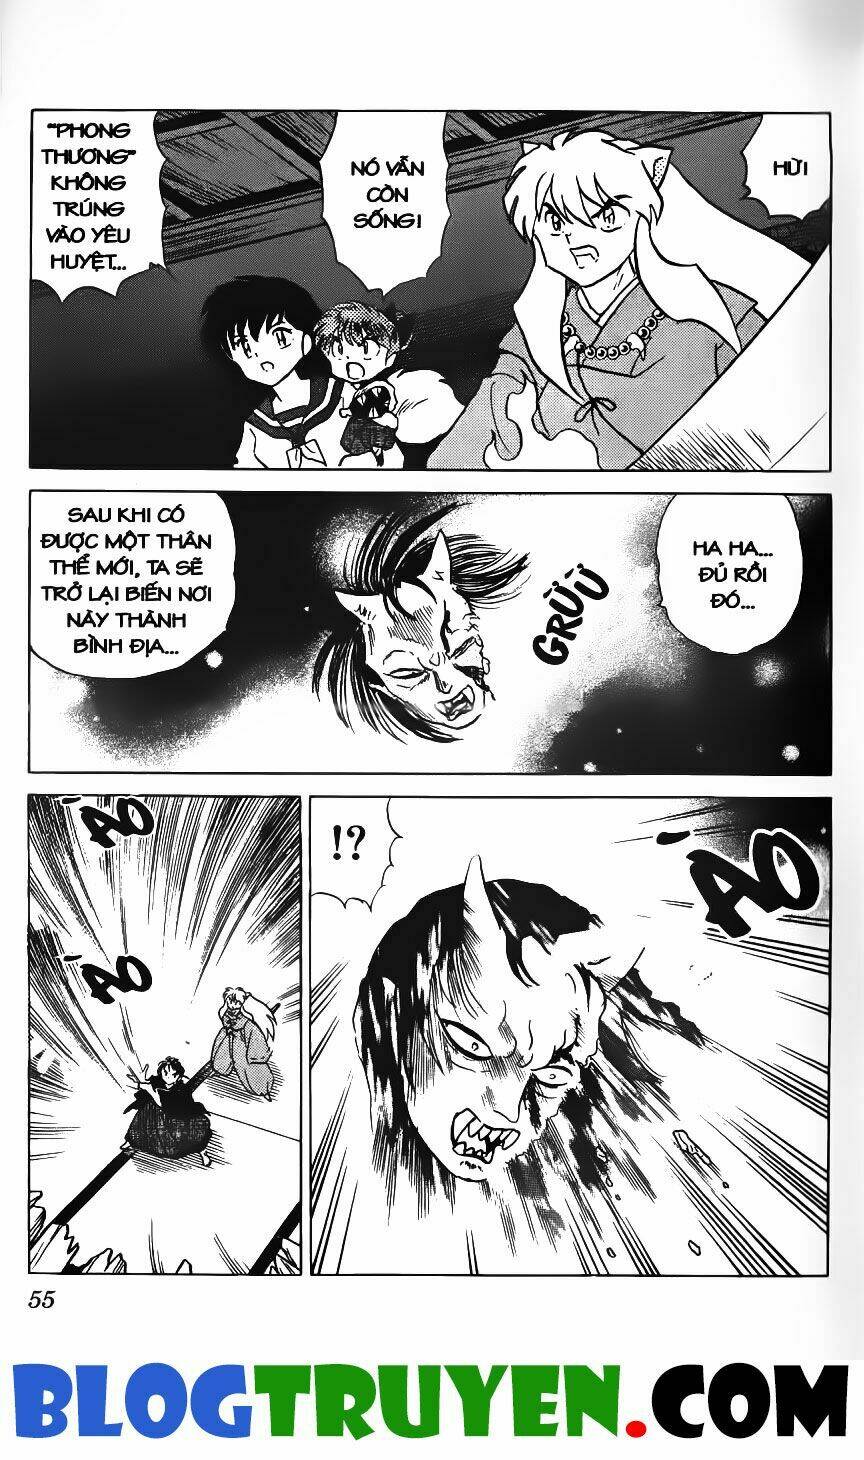 HỪ!
NÓ VẪN
CÒN
SỐNG!
"PHONG
THƯƠNG"
KHÔNG
TRÚNG
VÀO YÊU
HUYỆT...
HA HA...
ĐỦ RỒI
ĐÓ...
GRỪỪ
SAU KHI CÓ
ĐƯỢC MỘT THÂN
THỂ MỚI, TA SẼ
TRỞ LẠI BIẾN NƠI
NÀY THÀNH
BÌNH ĐỊA...
ÀO
!?
ÀO
ÀO
55
BLOGTRUYEN.COM